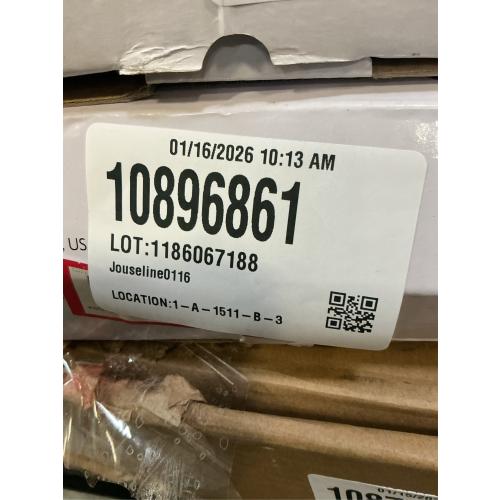 01/16/2026 10:13 AM
10896861
LOT:1186067188
Jouseline0116
LOCATION:1-A-1511-B-3
, US